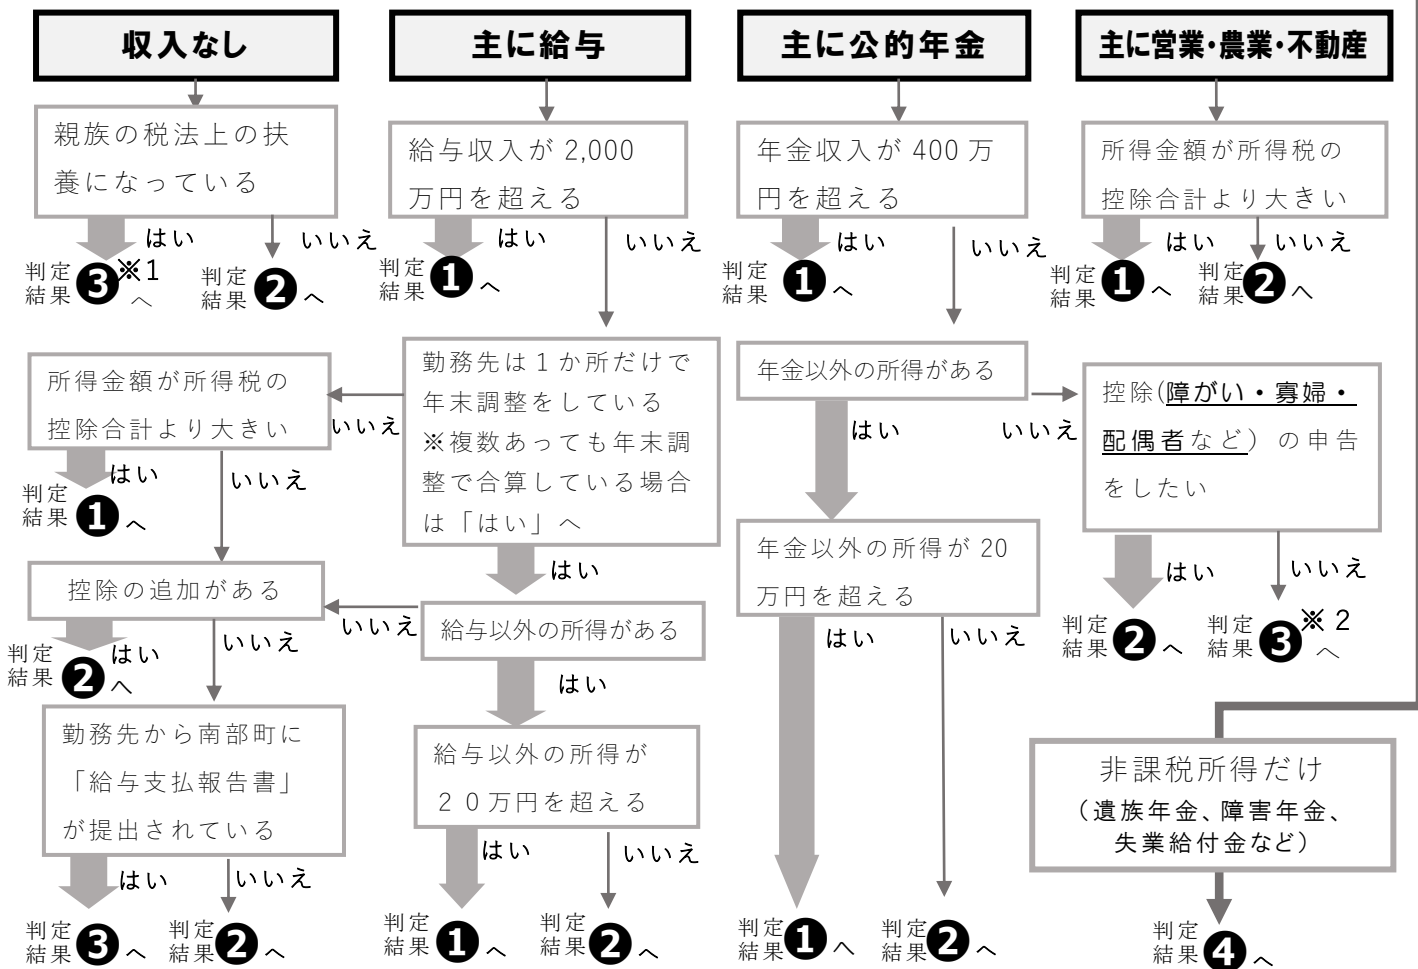 収入なし
親族の税法上の扶
養になっている
はい
いいえ
判定
結果❸※1
へ
判定
結果❷へ
主に給与
給与収入が 2,000
万円を超える
はい
いいえ
判定
結果❶へ
勤務先は１か所だけで
年末調整をしている
※複数あっても年末調
整で合算している場合
は「はい」へ
いいえ
はい
所得金額が所得税の
控除合計より大きい
はい
いいえ
判定
結果❶へ
控除の追加がある
はい
いいえ
判定
結果❷へ
勤務先から南部町に
「給与支払報告書」
が提出されている
はい
いいえ
判定
結果❸へ
判定
結果❷へ
給与以外の所得がある
いいえ
はい
給与以外の所得が
２０万円を超える
はい
いいえ
判定
結果❶へ
判定
結果❷へ
主に公的年金
年金収入が 400 万
円を超える
はい
いいえ
判定
結果❶へ
年金以外の所得がある
はい
いいえ
年金以外の所得が 20
万円を超える
はい
いいえ
判定
結果❶へ
判定
結果❷へ
控除(障がい・寡婦・
配偶者など）の申告
をしたい
はい
いいえ
判定
結果❷へ
判定
結果❸※２
へ
主に営業・農業・不動産
所得金額が所得税の
控除合計より大きい
はい
いいえ
判定
結果❶へ
判定
結果❷へ
非課税所得だけ
（遺族年金、障害年金、
失業給付金など）
判定
結果❹へ